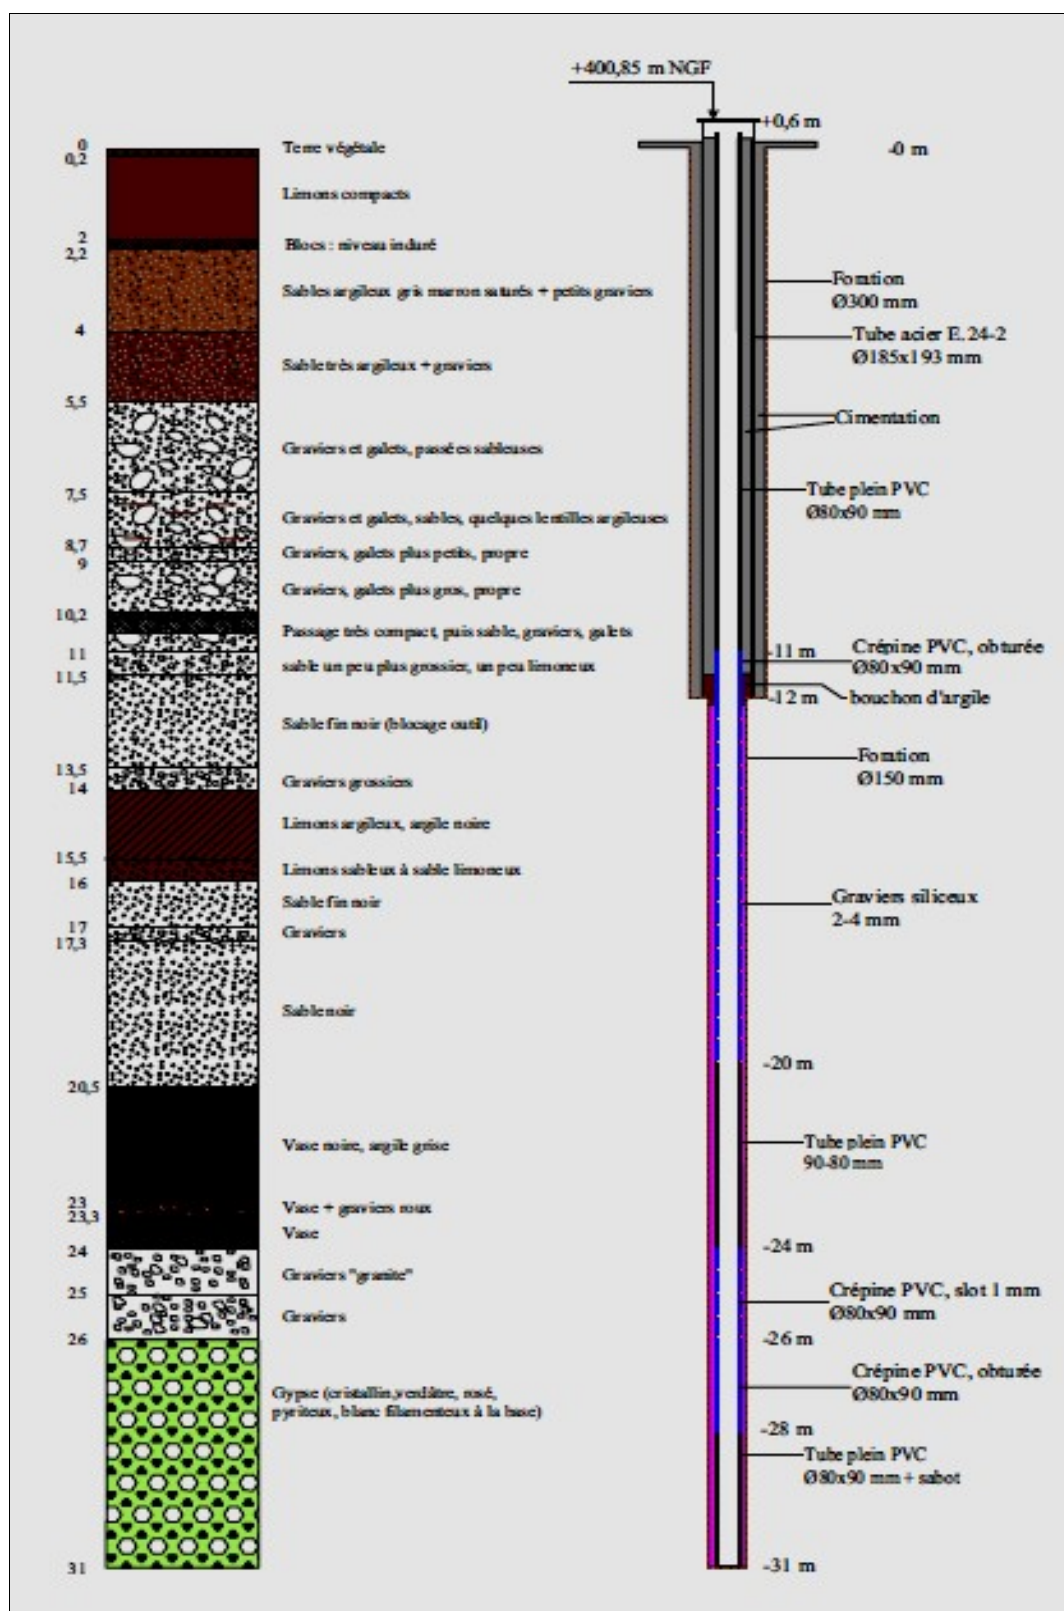 +400,85 m NGF
+0,6 m
-0 m
0
Terre végétale
0,2
Limons compacts
2
Blocs : niveau induré
2,2
Sables argileux gris marron saturés + petits graviers
Foration
Ø300 mm
4
Tube acier E.24-2
Ø185x193 mm
Sable très argileux + graviers
5,5
Cimentation
Graviers et galets, passées sableuses
7,5
Tube plein PVC
Ø80x90 mm
Graviers et galets, sables, quelques lentilles argileuses
8,7
Graviers, galets plus petits, propre
9
Graviers, galets plus gros, propre
10,2
Passage très compact, puis sable, graviers, galets
11
-11 m
Crépine PVC, obturée
Ø80x90 mm
sable un peu plus grossier, un peu limoneux
11,5
-12 m
bouchon d'argile
Sable fin noir (blocage outil)
Foration
Ø150 mm
13,5
Graviers grossiers
14
Limons argileux, argile noire
15,5
Limons sableux à sable limoneux
16
Sable fin noir
Graviers siliceux
2-4 mm
17
Graviers
17,3
Sable noir
-20 m
20,5
Vase noire, argile grise
Tube plein PVC
90-80 mm
23
Vase + graviers roux
23,3
Vase
24
-24 m
Graviers "granite"
25
Crépine PVC, slot 1 mm
Ø80x90 mm
Graviers
26
-26 m
Crépine PVC, obturée
Ø80x90 mm
Gypse (cristallin,verdâtre, rosé,
pyriteux, blanc filamenteux à la base)
-28 m
Tube plein PVC
Ø80x90 mm + sabot
31
-31 m